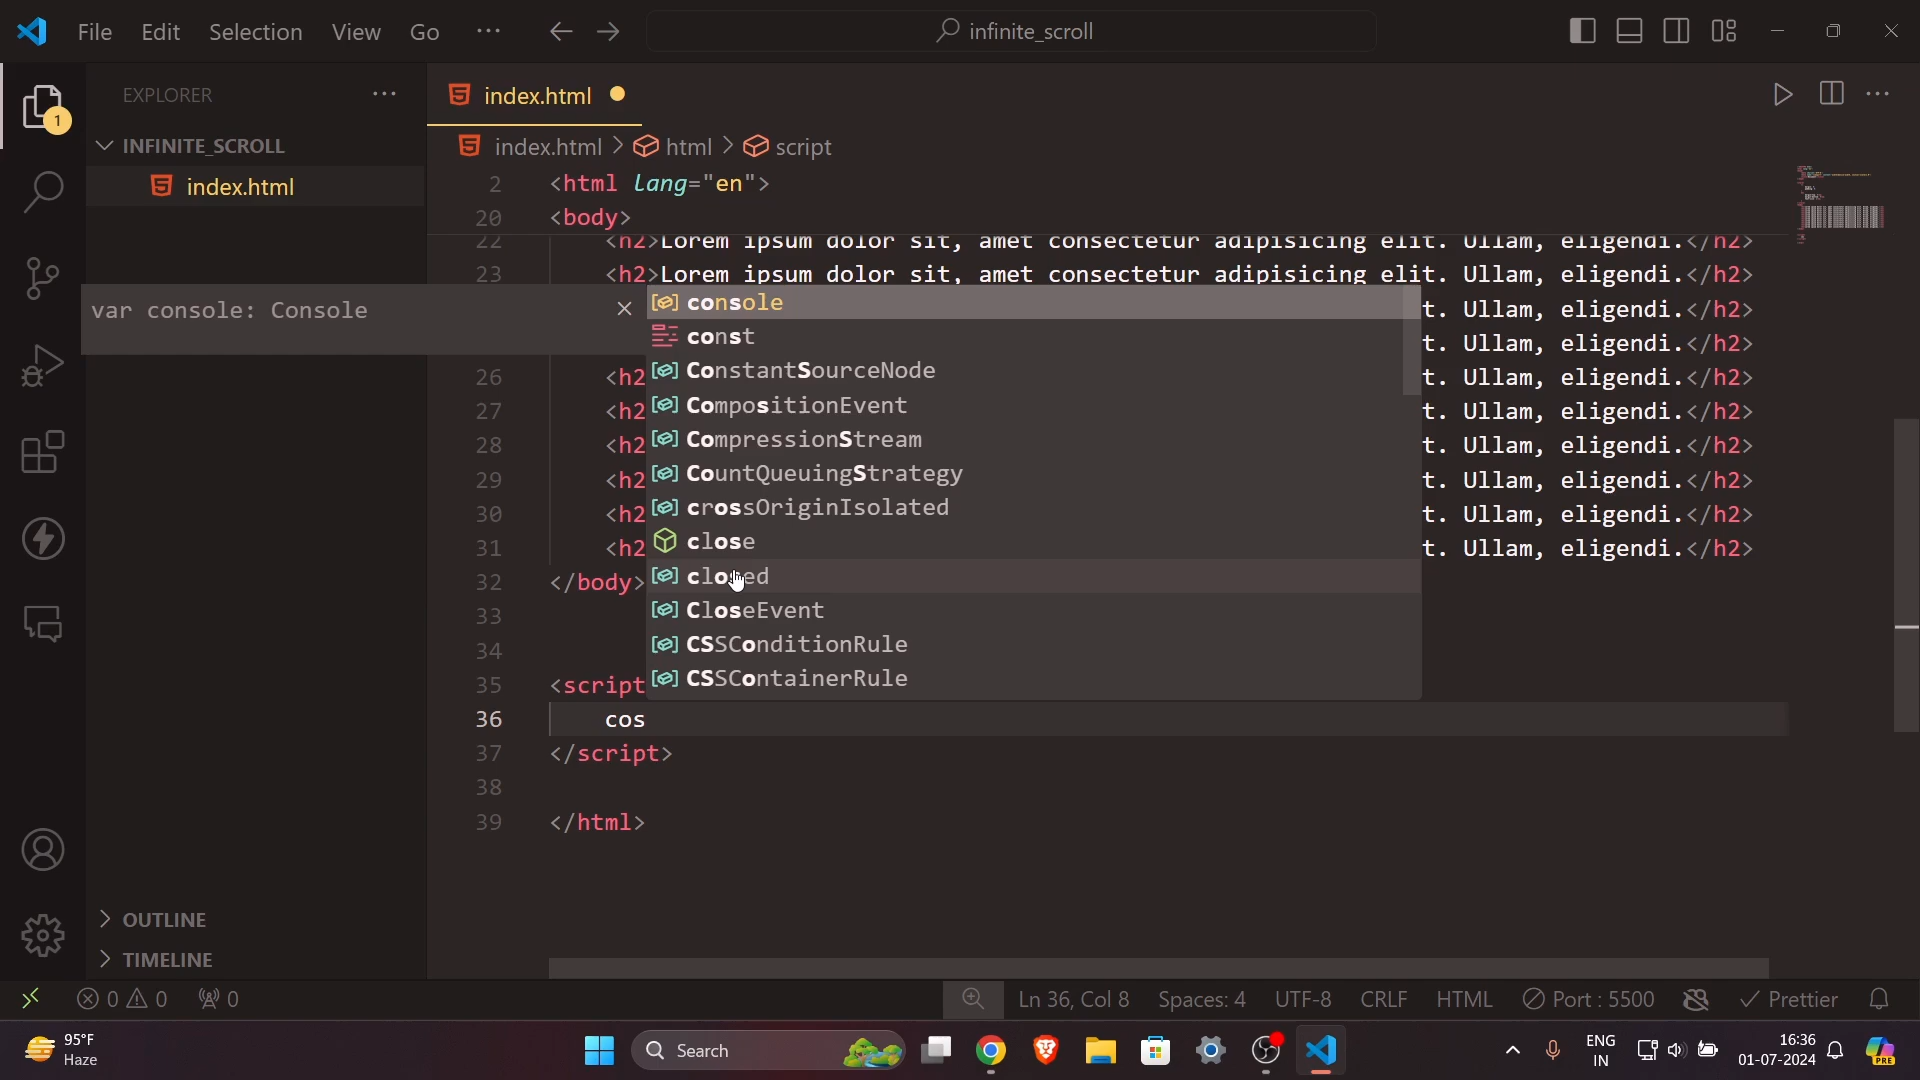 File Edit Selection View Go ··· infinite_scroll
EXPLORER ···
index.html
1
INFINITE_SCROLL
index.html > html > script
index.html
2 <html lang="en">
20 <body>
22 <h2>Lorem ipsum dolor sit, amet consectetur adipisicing elit. Ullam, eligendi.</h2>
23 <h2>Lorem ipsum dolor sit, amet consectetur adipisicing elit. Ullam, eligendi.</h2>
var console: Console
console
t. Ullam, eligendi.</h2>
const
t. Ullam, eligendi.</h2>
26 <h2 ConstantSourceNode t. Ullam, eligendi.</h2>
27 <h2 CompositionEvent t. Ullam, eligendi.</h2>
28 <h2 CompressionStream t. Ullam, eligendi.</h2>
29 <h2 CountQueuingStrategy t. Ullam, eligendi.</h2>
30 <h2 crossOriginIsolated t. Ullam, eligendi.</h2>
31 <h2 close t. Ullam, eligendi.</h2>
32 </body> closed
33 CloseEvent
34 CSSConditionRule
35 <script CSSContainerRule
36 cos
37 </script>
38
39 </html>
OUTLINE
TIMELINE
0 0 0 Ln 36, Col 8 Spaces: 4 UTF-8 CRLF HTML Port : 5500 Prettier
95°F
Haze
Search
ENG
IN
16:36
01-07-2024
PRE